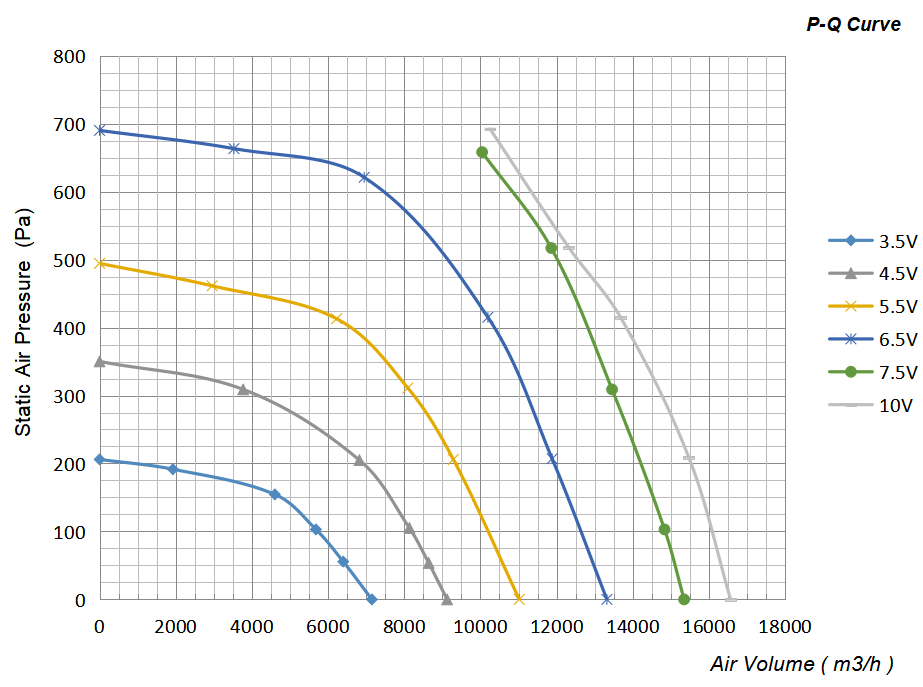 P-Q Curve
800
700
600
500
400
300
200
100
0
Static Air Pressure (Pa)
0 2000 4000 6000 8000 10000 12000 14000 16000 18000
Air Volume ( m3/h )
3.5V
4.5V
5.5V
6.5V
7.5V
10V